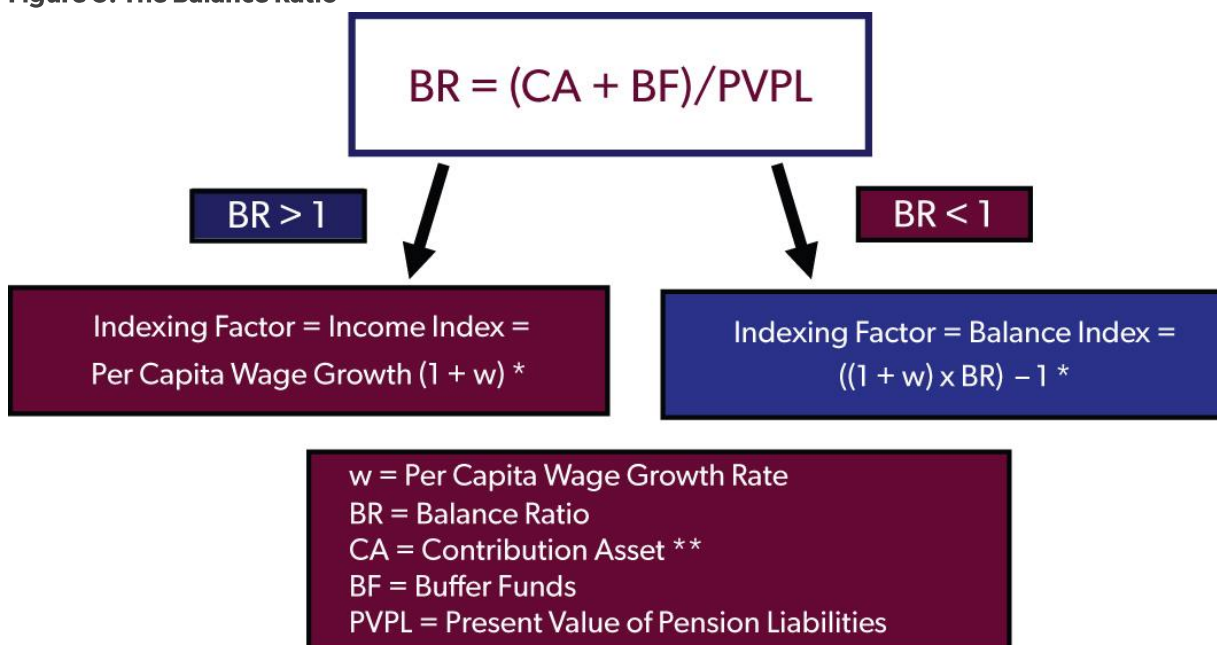 BR = (CA + BF)/PVPL
BR > 1
BR < 1
Indexing Factor = Income Index =
Per Capita Wage Growth (1 + w) *
Indexing Factor = Balance Index =
((1 + w) x BR) – 1 *
w = Per Capita Wage Growth Rate
BR = Balance Ratio
CA = Contribution Asset **
BF = Buffer Funds
PVPL = Present Value of Pension Liabilities